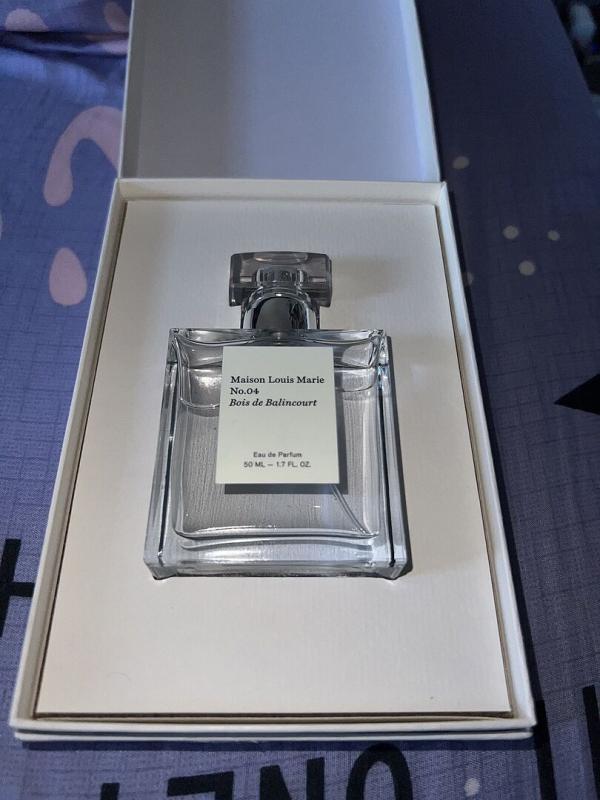 Maison Louis Marie
No.04
Bois de Balincourt
Eau de Parfum
50 ML – 1.7 FL. OZ.